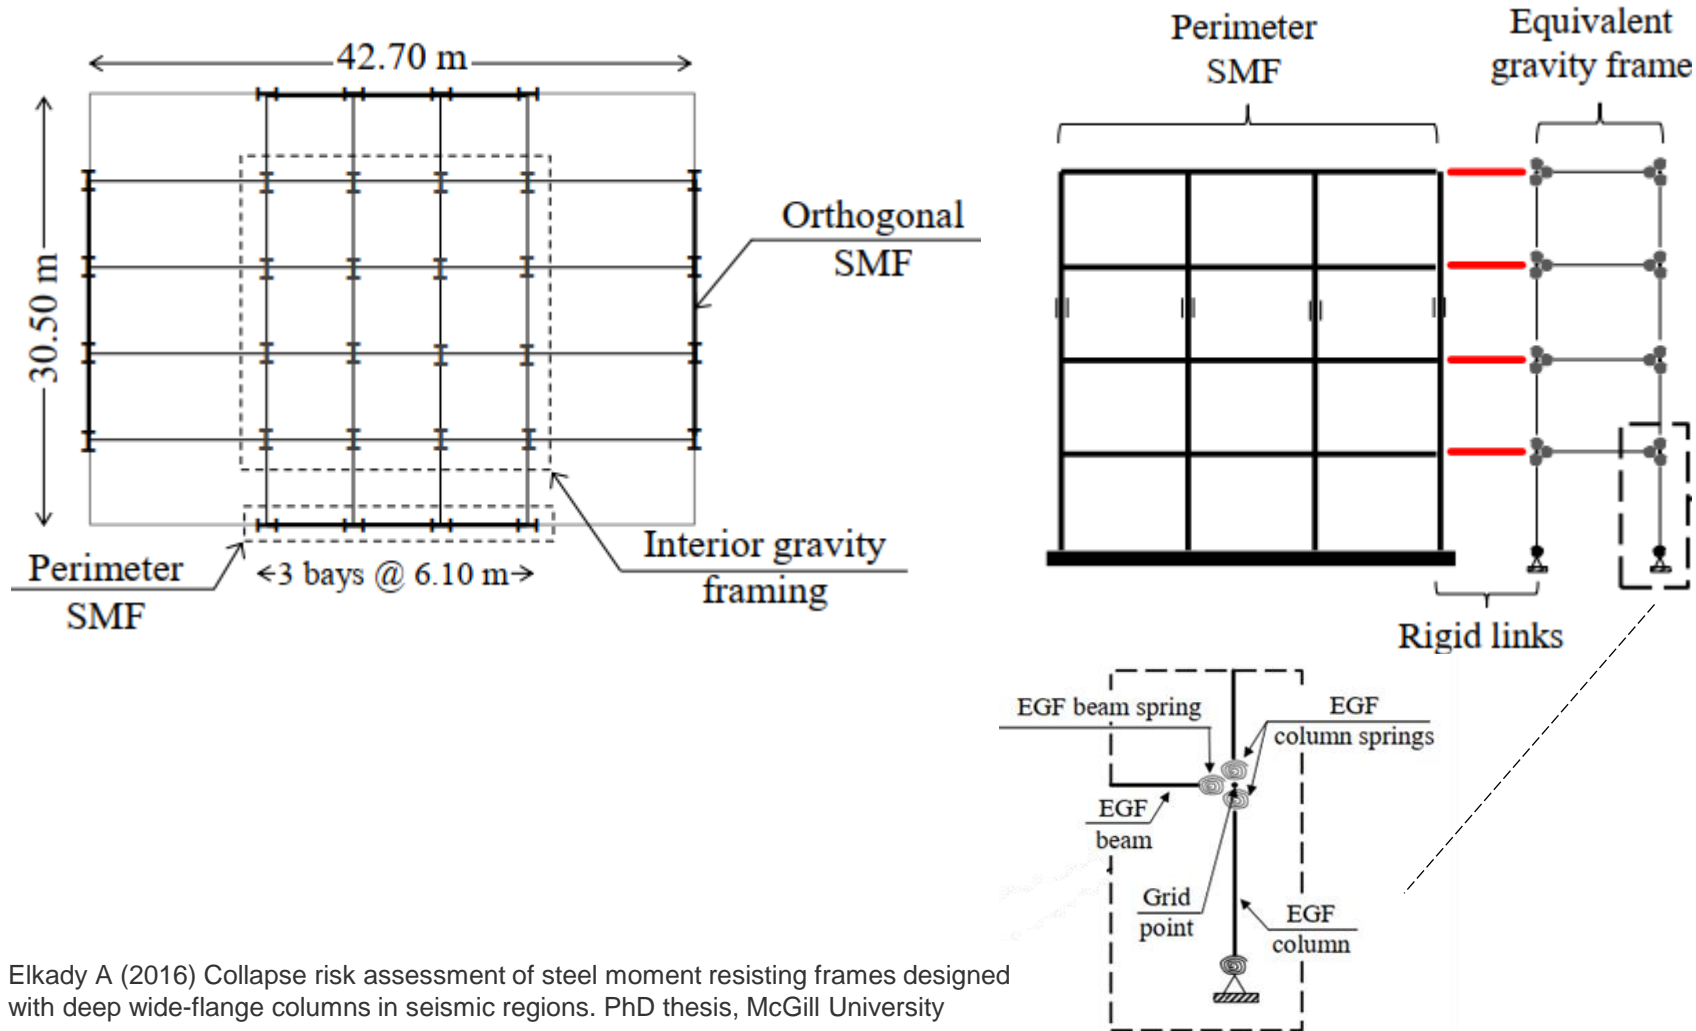 42.70 m
30.50 m
Orthogonal
SMF
Interior gravity
framing
Perimeter
SMF
3 bays @ 6.10 m
Perimeter
SMF
Equivalent
gravity frame
Rigid links
EGF beam spring
EGF
column springs
EGF
beam
Grid
point
EGF
column
Elkady A (2016) Collapse risk assessment of steel moment resisting frames designed
with deep wide-flange columns in seismic regions. PhD thesis, McGill University